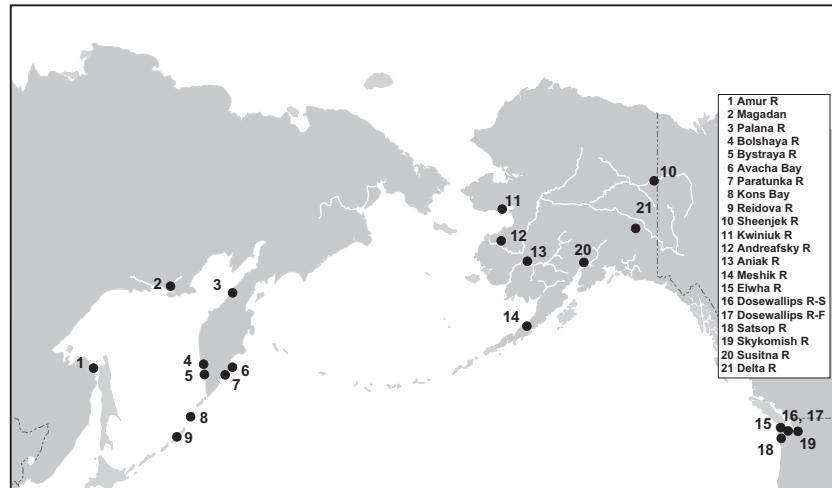 1 Amur R
2 Magadan
3 Palana R
4 Bolshaya R
5 Bystraya R
6 Avacha Bay
7 Paratunka R
8 Kons Bay
9 Reidova R
10 Sheenjek R
11 Kwiniuk R
12 Andreafsky R
13 Aniak R
14 Meshik R
15 Elwha R
16 Dosewallips R-S
17 Dosewallips R-F
18 Satsop R
19 Skykomish R
20 Susitna R
21 Delta R
10
11
21
12
13
20
2
3
14
1
4
5
6
7
8
9
15
16, 17
18
19